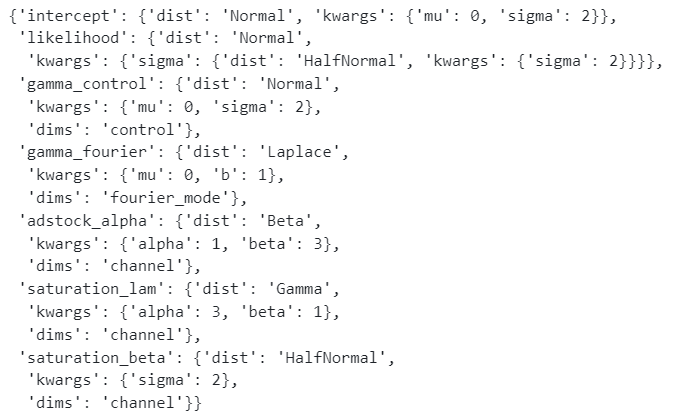 {'intercept': {'dist': 'Normal', 'kwargs': {'mu': 0, 'sigma': 2}},
 'likelihood': {'dist': 'Normal',
  'kwargs': {'sigma': {'dist': 'HalfNormal', 'kwargs': {'sigma': 2}}}},
 'gamma_control': {'dist': 'Normal',
  'kwargs': {'mu': 0, 'sigma': 2},
  'dims': 'control'},
 'gamma_fourier': {'dist': 'Laplace',
  'kwargs': {'mu': 0, 'b': 1},
  'dims': 'fourier_mode'},
 'adstock_alpha': {'dist': 'Beta',
  'kwargs': {'alpha': 1, 'beta': 3},
  'dims': 'channel'},
 'saturation_lam': {'dist': 'Gamma',
  'kwargs': {'alpha': 3, 'beta': 1},
  'dims': 'channel'},
 'saturation_beta': {'dist': 'HalfNormal',
  'kwargs': {'sigma': 2},
  'dims': 'channel'}}